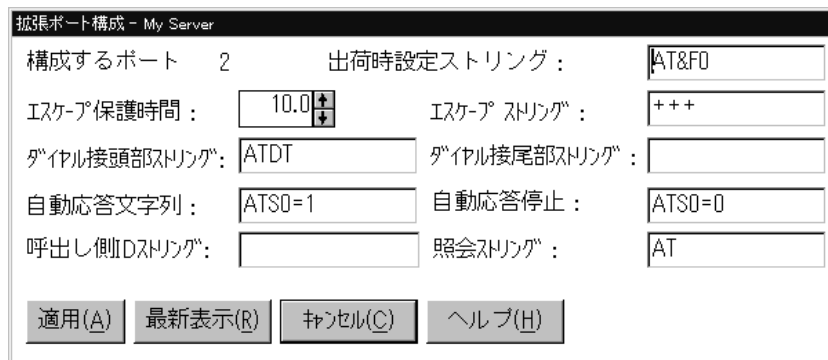 拡張ポート構成 - My Server
構成するポート 2 出荷時設定ストリング : AT&F0
ｴｽｹｰﾌﾟ保護時間 : 10.0 ｴｽｹｰﾌﾟ ｽﾄﾘﾝｸﾞ : +++
ﾀﾞｲﾔﾙ接頭部ｽﾄﾘﾝｸﾞ: ATDT ﾀﾞｲﾔﾙ接尾部ｽﾄﾘﾝｸﾞ :
自動応答文字列 : ATS0=1 自動応答停止 : ATS0=0
呼出し側IDｽﾄﾘﾝｸﾞ: 照会ｽﾄﾘﾝｸﾞ : AT
適用(A) 最新表示(R) ｷｬﾝｾﾙ(C) ヘルプ(H)